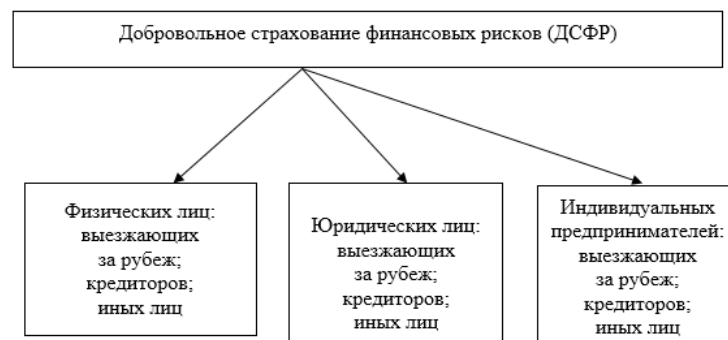 Добровольное страхование финансовых рисков (ДСФР)
Физических лиц:
выезжающих
за рубеж;
кредиторов;
иных лиц
Юридических лиц:
выезжающих
за рубеж;
кредиторов;
иных лиц
Индивидуальных
предпринимателей:
выезжающих
за рубеж;
кредиторов;
иных лиц